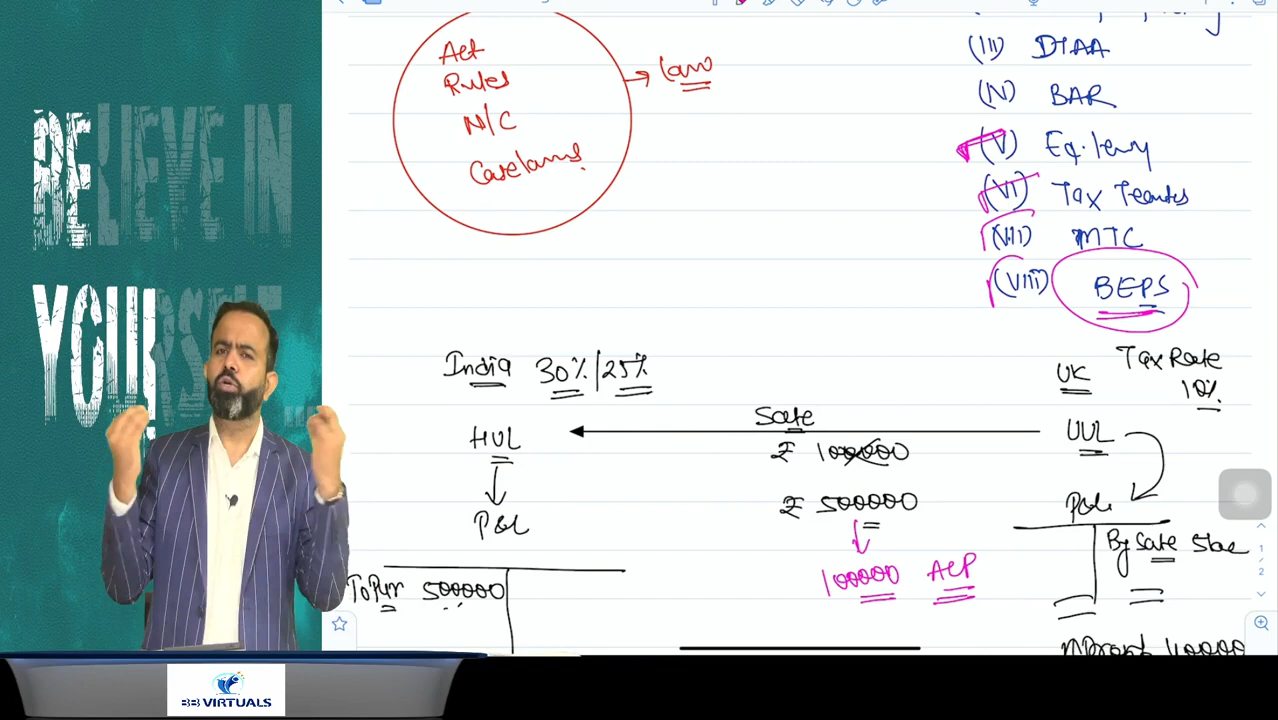 BELIEVE IN
YOURSELF
...
BB VIRTUALS
Act
Rules
N/C
Caselaws
Law
(III) DTAA
(IV) BAR
(V) Eq. levy
(VI) Tax Treaties
(VII) MTC
(VIII) BEPS
India 30% / 25%
UK Tax Rate
10%
Sale
HUL
₹ 100000
UUL
₹ 500000
P&L
P&L
100000 ALP
By Sale 5lac
To Pur 500000